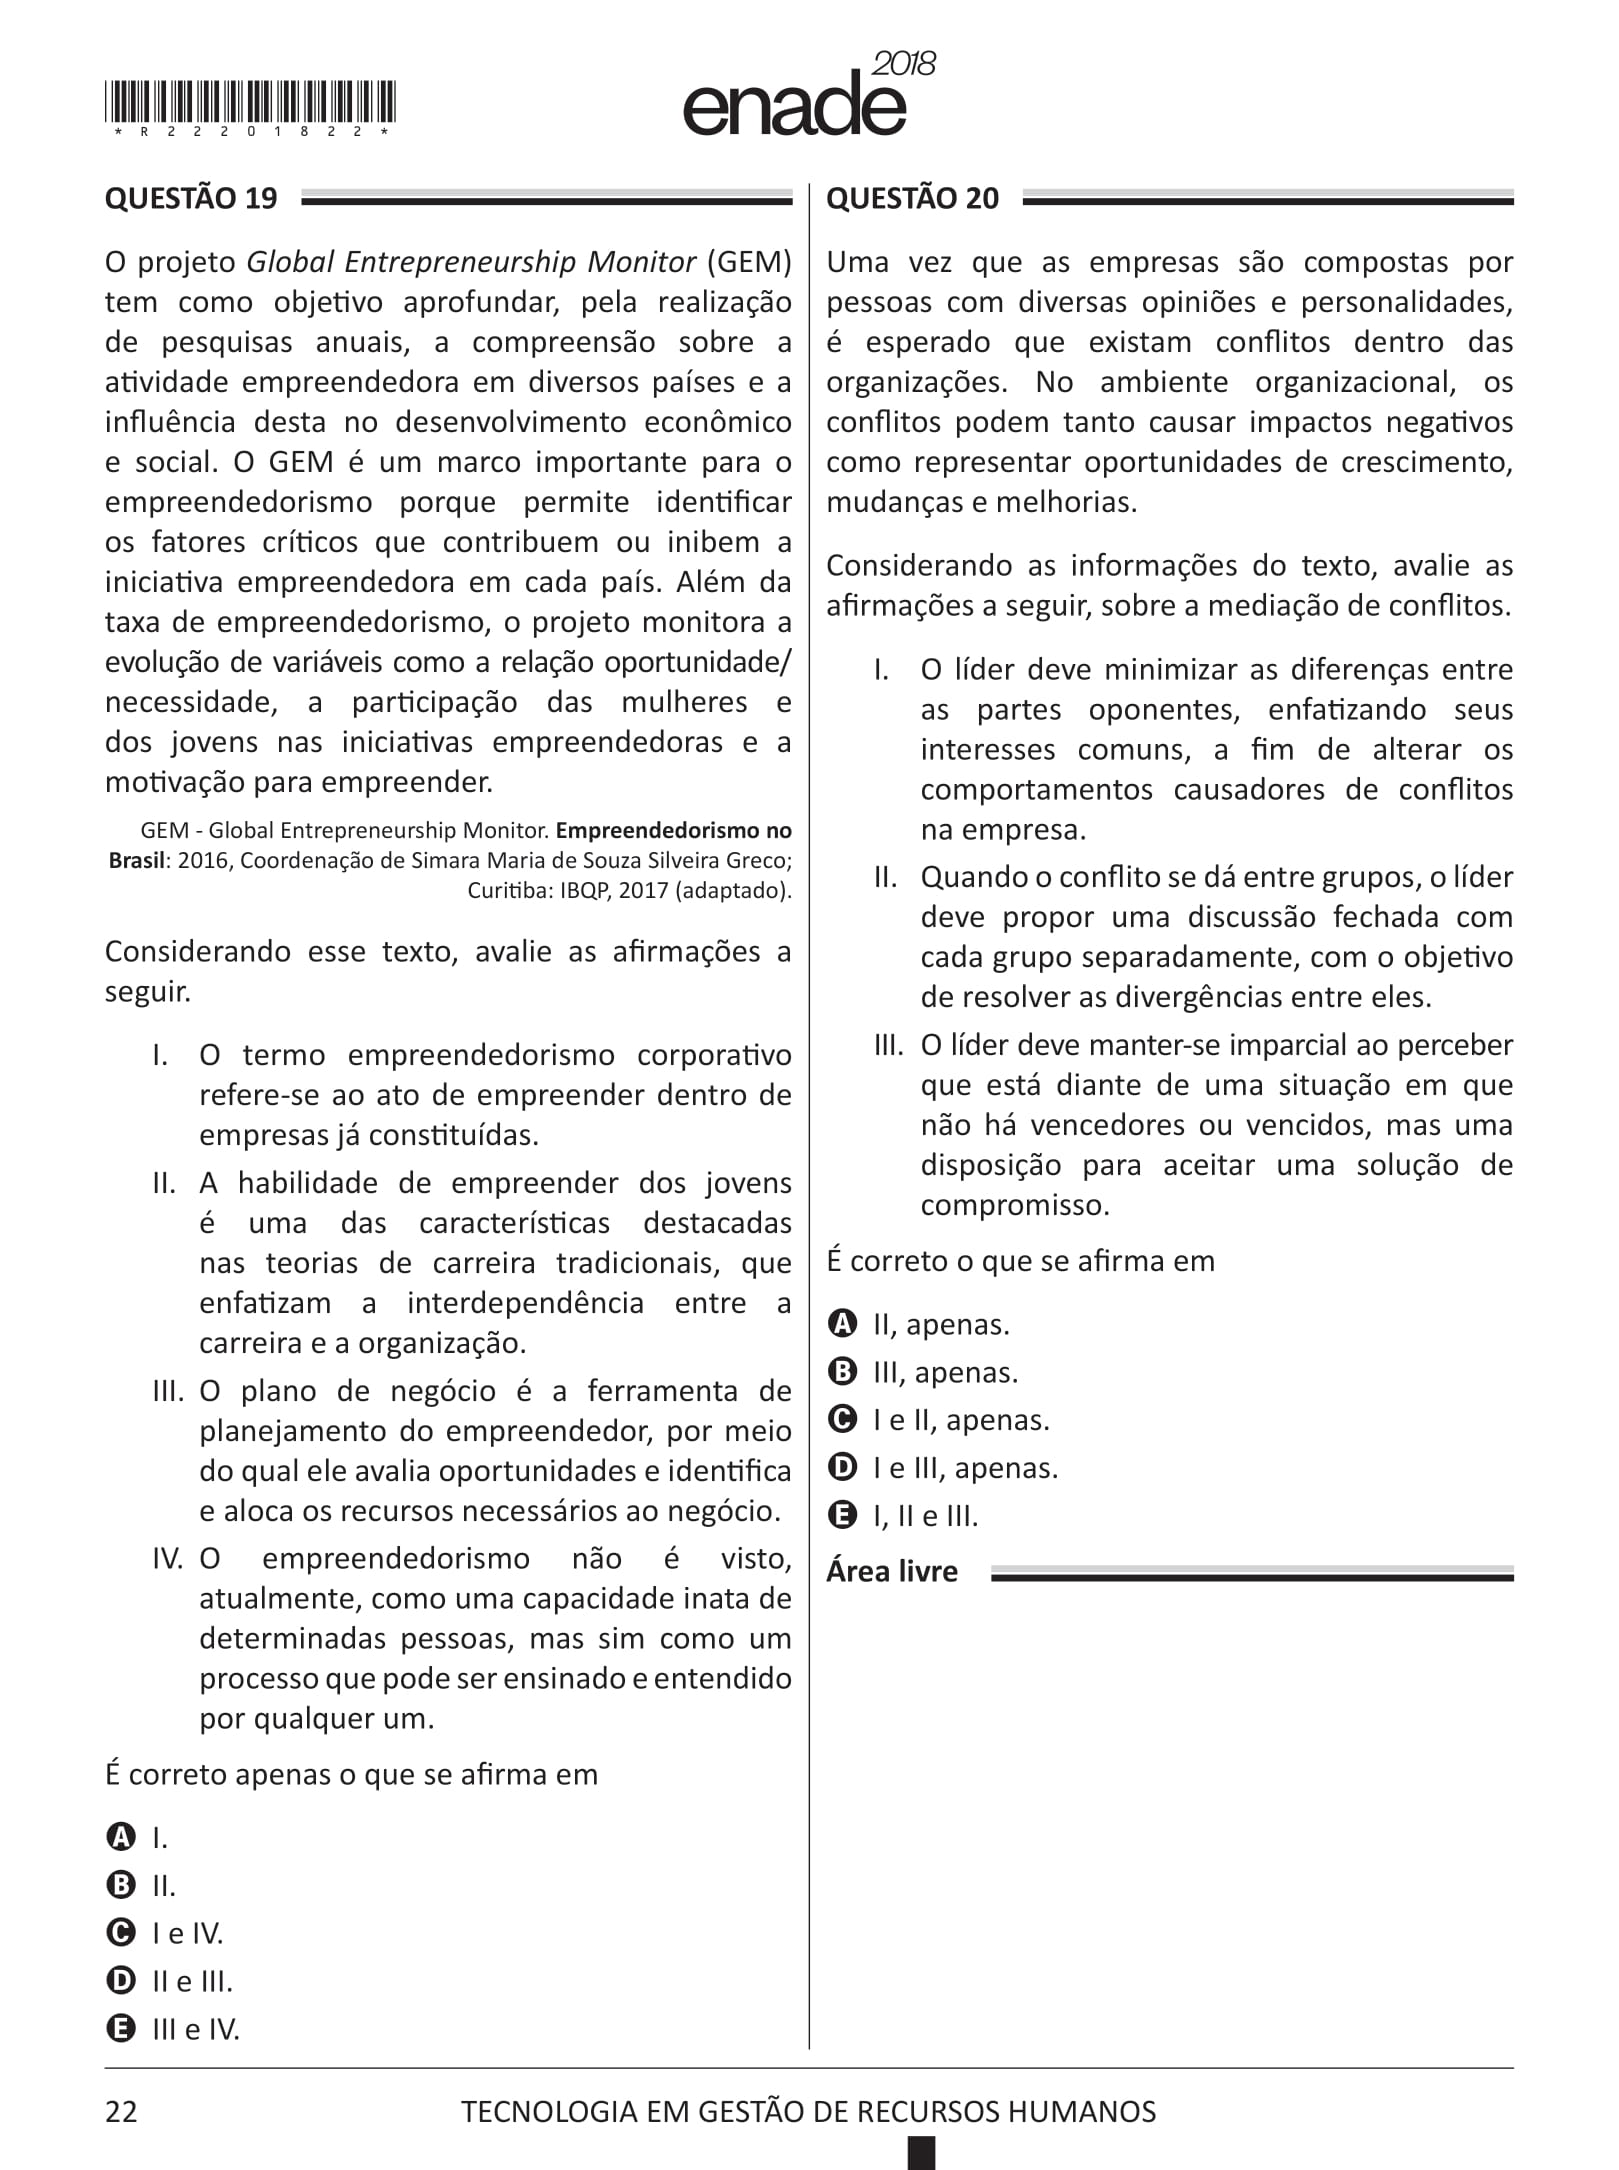 *R22201822*
enade 2018
QUESTÃO 19
O projeto Global Entrepreneurship Monitor (GEM)
tem como objetivo aprofundar, pela realização
de pesquisas anuais, a compreensão sobre a
atividade empreendedora em diversos países e a
influência desta no desenvolvimento econômico
e social. O GEM é um marco importante para o
empreendedorismo porque permite identificar
os fatores críticos que contribuem ou inibem a
iniciativa empreendedora em cada país. Além da
taxa de empreendedorismo, o projeto monitora a
evolução de variáveis como a relação oportunidade/
necessidade, a participação das mulheres e
dos jovens nas iniciativas empreendedoras e a
motivação para empreender.
GEM - Global Entrepreneurship Monitor. Empreendedorismo no
Brasil: 2016, Coordenação de Simara Maria de Souza Silveira Greco;
Curitiba: IBQP, 2017 (adaptado).
Considerando esse texto, avalie as afirmações a
seguir.
I. O termo empreendedorismo corporativo
refere-se ao ato de empreender dentro de
empresas já constituídas.
II. A habilidade de empreender dos jovens
é uma das características destacadas
nas teorias de carreira tradicionais, que
enfatizam a interdependência entre a
carreira e a organização.
III. O plano de negócio é a ferramenta de
planejamento do empreendedor, por meio
do qual ele avalia oportunidades e identifica
e aloca os recursos necessários ao negócio.
IV. O empreendedorismo não é visto,
atualmente, como uma capacidade inata de
determinadas pessoas, mas sim como um
processo que pode ser ensinado e entendido
por qualquer um.
É correto apenas o que se afirma em
A I.
B II.
C I e IV.
D II e III.
E III e IV.
QUESTÃO 20
Uma vez que as empresas são compostas por
pessoas com diversas opiniões e personalidades,
é esperado que existam conflitos dentro das
organizações. No ambiente organizacional, os
conflitos podem tanto causar impactos negativos
como representar oportunidades de crescimento,
mudanças e melhorias.
Considerando as informações do texto, avalie as
afirmações a seguir, sobre a mediação de conflitos.
I. O líder deve minimizar as diferenças entre
as partes oponentes, enfatizando seus
interesses comuns, a fim de alterar os
comportamentos causadores de conflitos
na empresa.
II. Quando o conflito se dá entre grupos, o líder
deve propor uma discussão fechada com
cada grupo separadamente, com o objetivo
de resolver as divergências entre eles.
III. O líder deve manter-se imparcial ao perceber
que está diante de uma situação em que
não há vencedores ou vencidos, mas uma
disposição para aceitar uma solução de
compromisso.
É correto o que se afirma em
A II, apenas.
B III, apenas.
C I e II, apenas.
D I e III, apenas.
E I, II e III.
Área livre
22
TECNOLOGIA EM GESTÃO DE RECURSOS HUMANOS